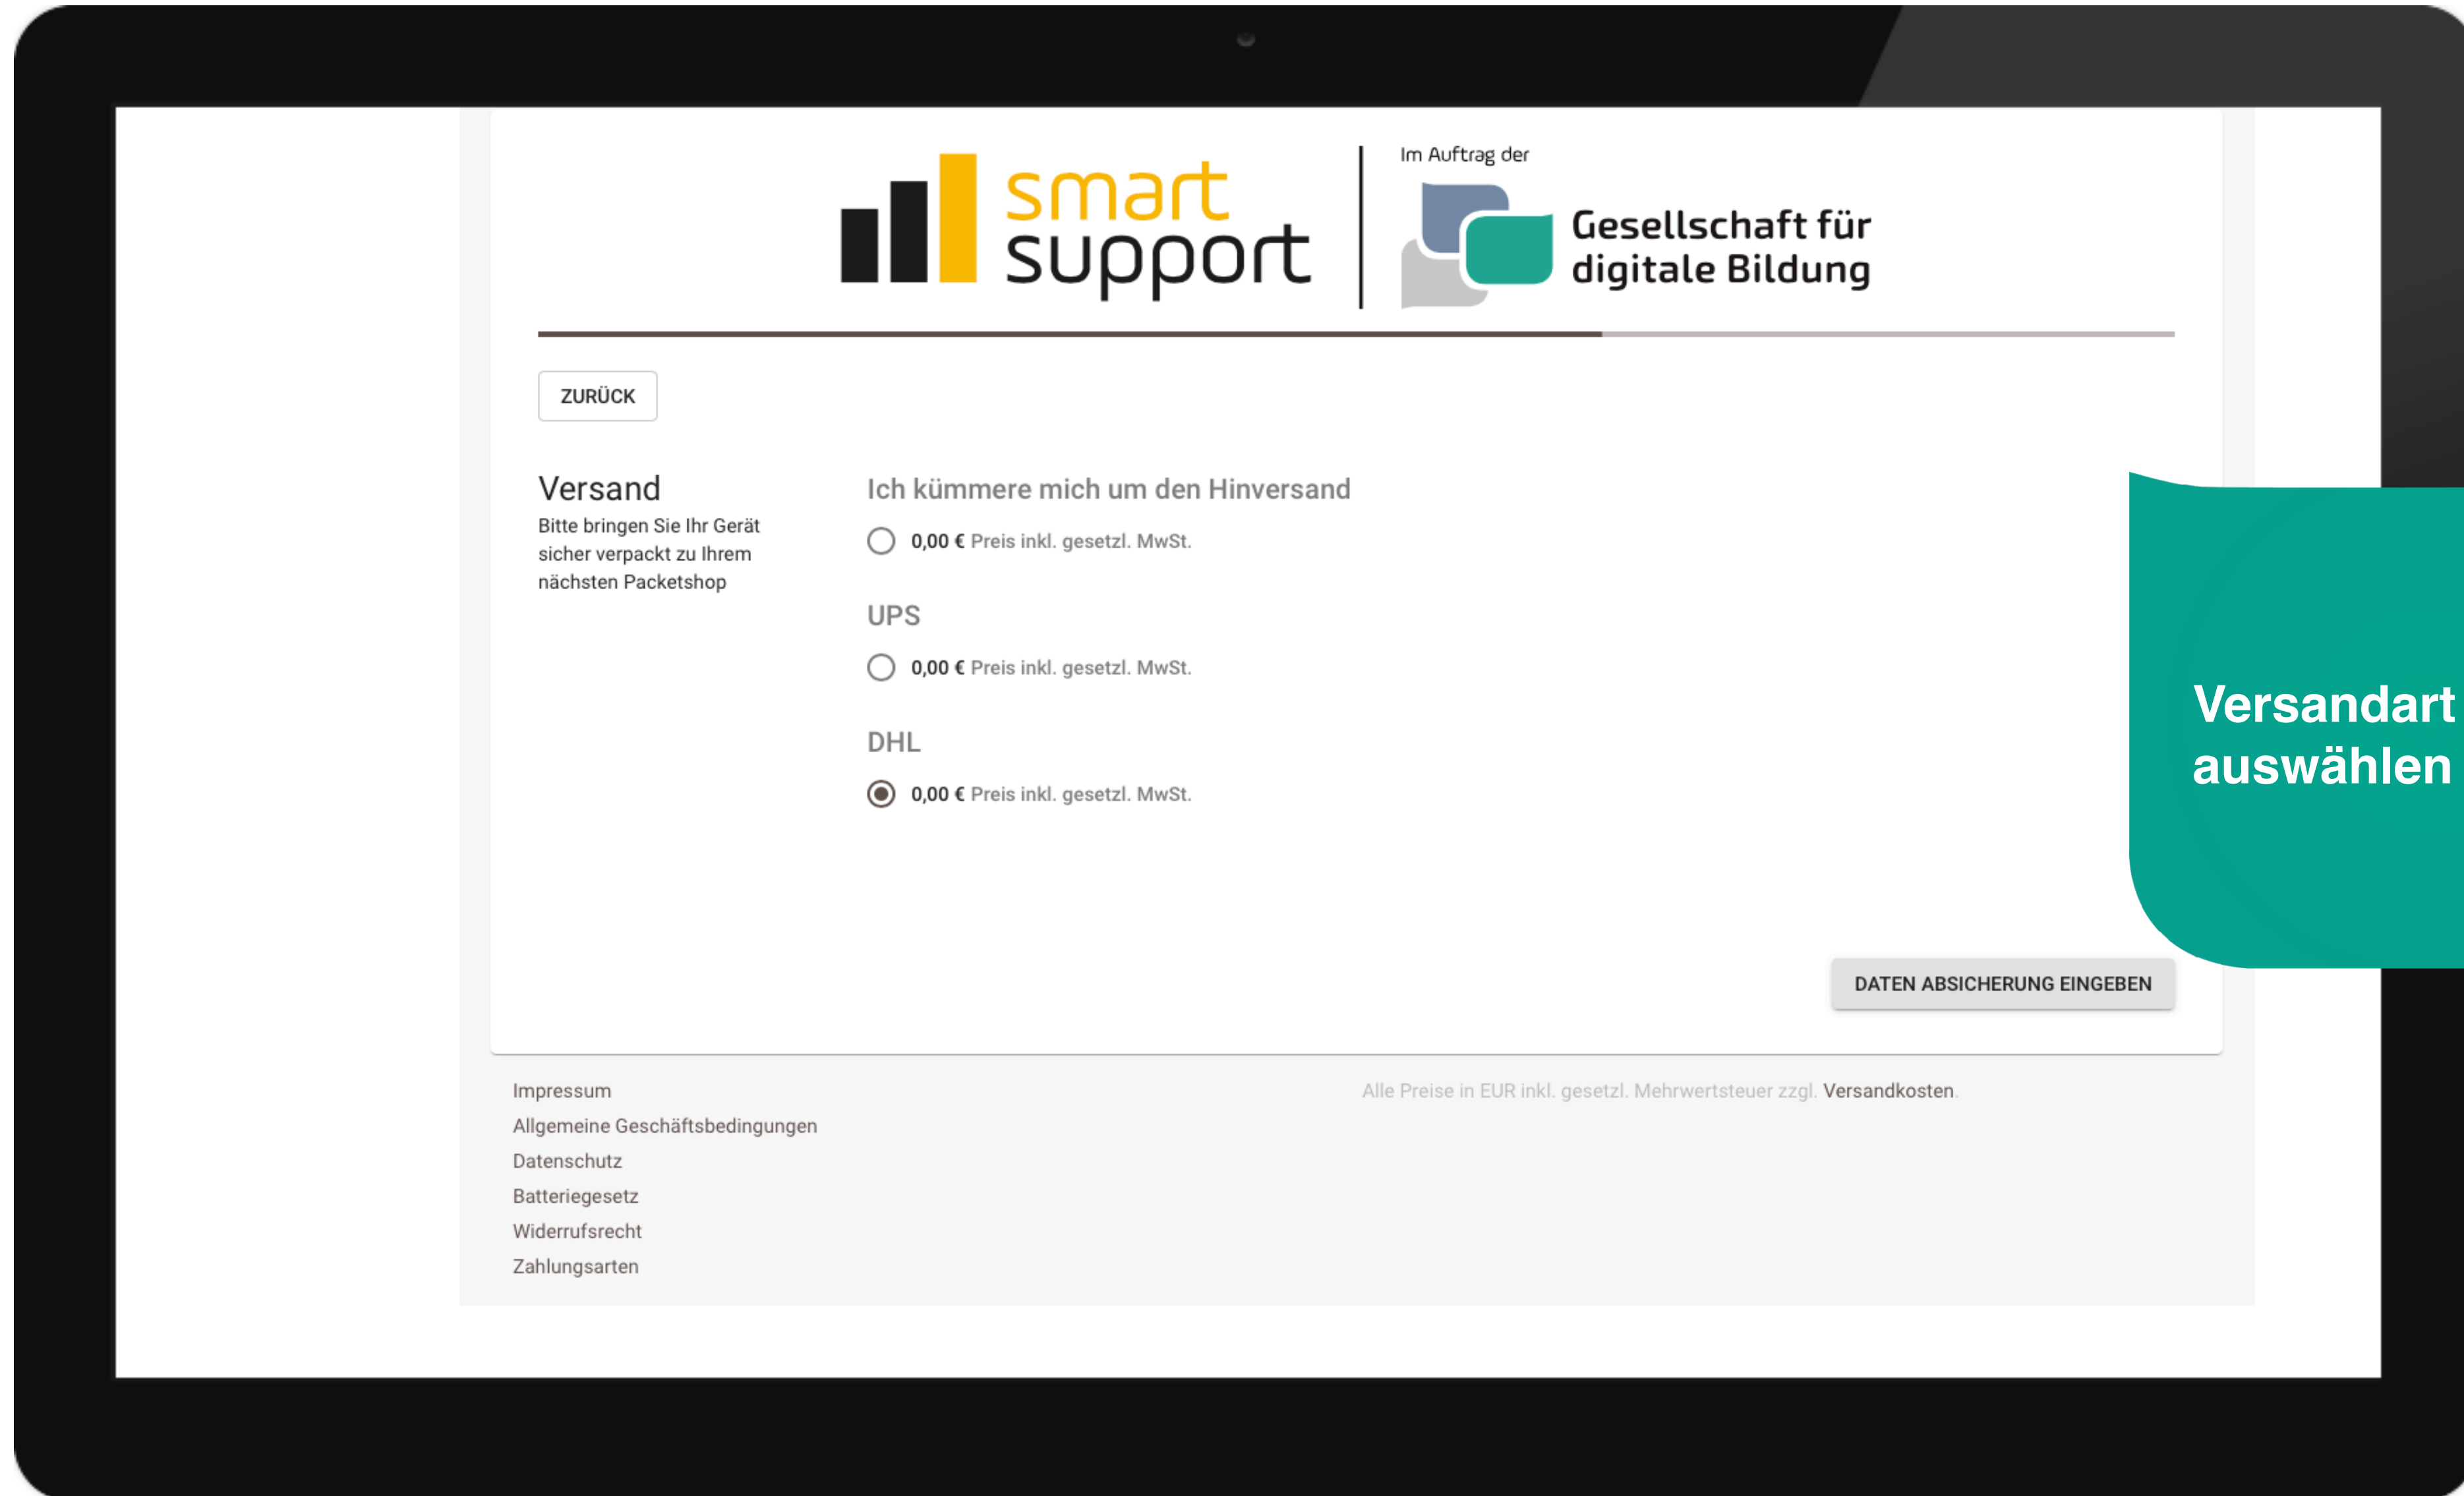 smart
support
Im Auftrag der
Gesellschaft für
digitale Bildung
ZURÜCK
Versand
Bitte bringen Sie Ihr Gerät
sicher verpackt zu Ihrem
nächsten Packetshop
Ich kümmere mich um den Hinversand
0,00 € Preis inkl. gesetzl. MwSt.
UPS
0,00 € Preis inkl. gesetzl. MwSt.
DHL
0,00 € Preis inkl. gesetzl. MwSt.
Versandart
auswählen
DATEN ABSICHERUNG EINGEBEN
Impressum
Allgemeine Geschäftsbedingungen
Datenschutz
Batteriegesetz
Widerrufsrecht
Zahlungsarten
Alle Preise in EUR inkl. gesetzl. Mehrwertsteuer zzgl. Versandkosten.